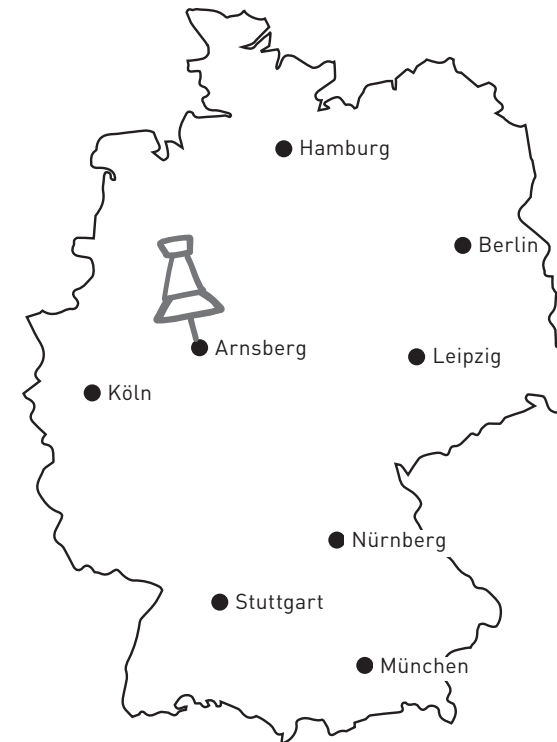 Hamburg
Berlin
Arnsberg
Leipzig
Köln
Nürnberg
Stuttgart
München